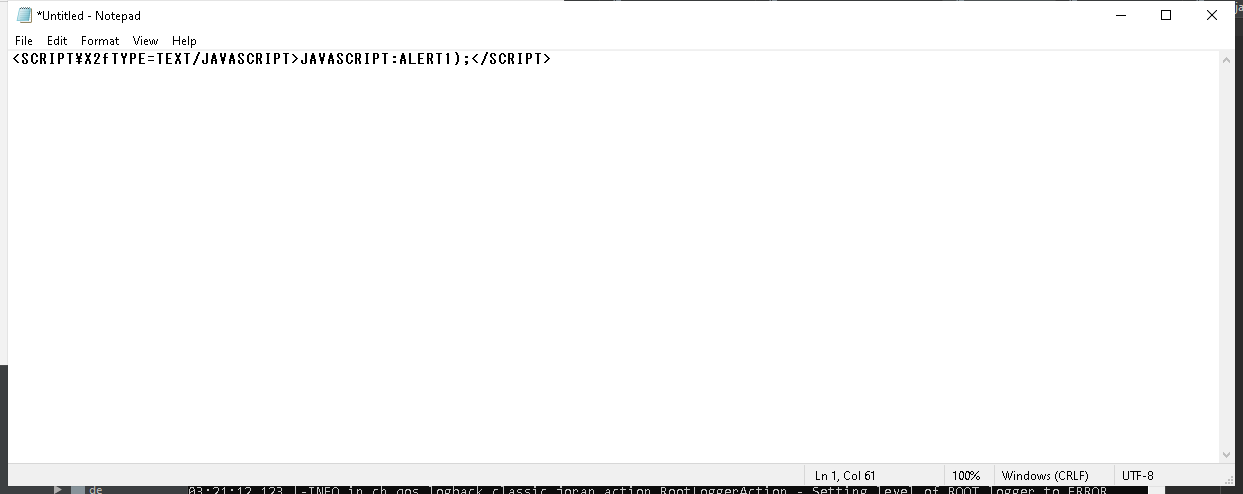 *Untitled - Notepad
File Edit Format View Help
<SCRIPT¥X2fTYPE=TEXT/JAVASCRIPT>JAVASCRIPT:ALERT1);</SCRIPT>
Ln 1, Col 61 100% Windows (CRLF) UTF-8
de 03:21:12,123 |-INFO in ch.qos.logback.classic.joran.action.RootLoggerAction - Setting level of ROOT logger to ERROR